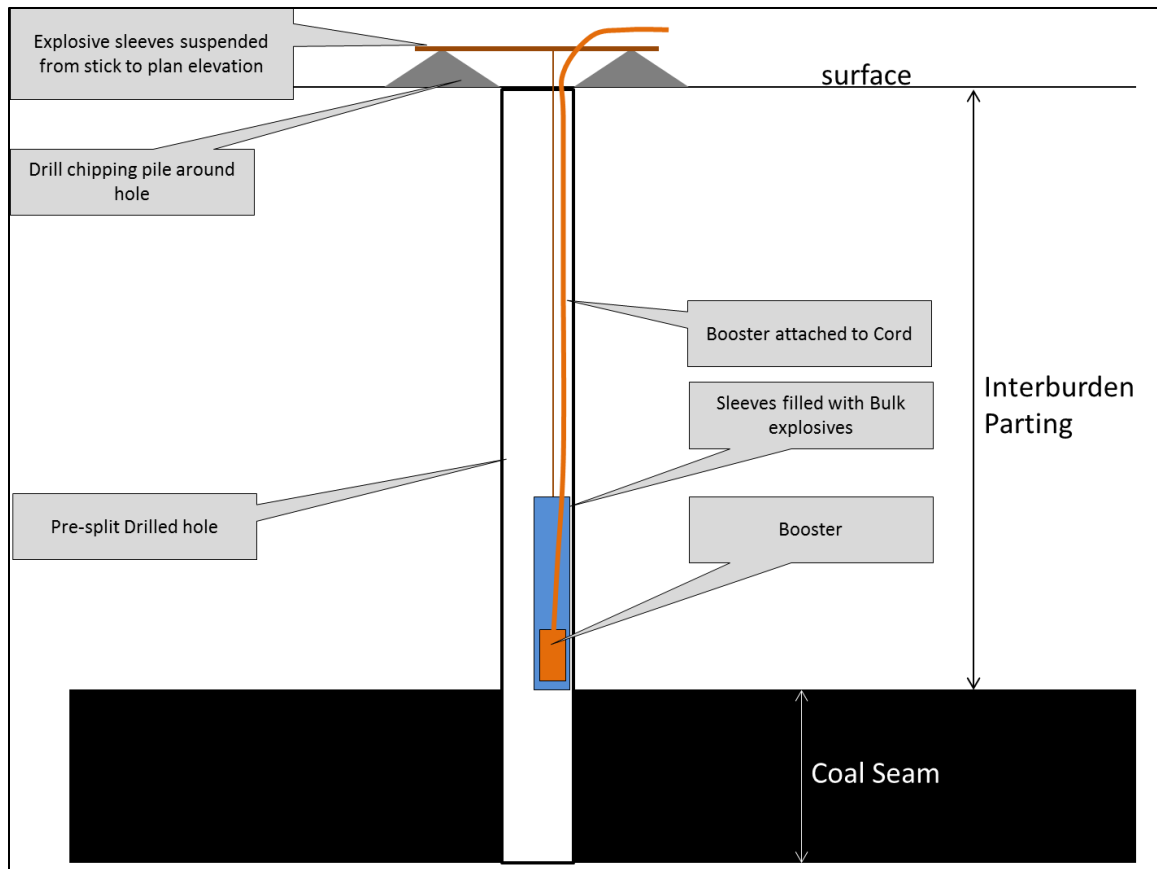 Explosive sleeves suspended
from stick to plan elevation
surface
Drill chipping pile around
hole
Booster attached to Cord
Interburden
Parting
Sleeves filled with Bulk
explosives
Pre-split Drilled hole
Booster
Coal Seam